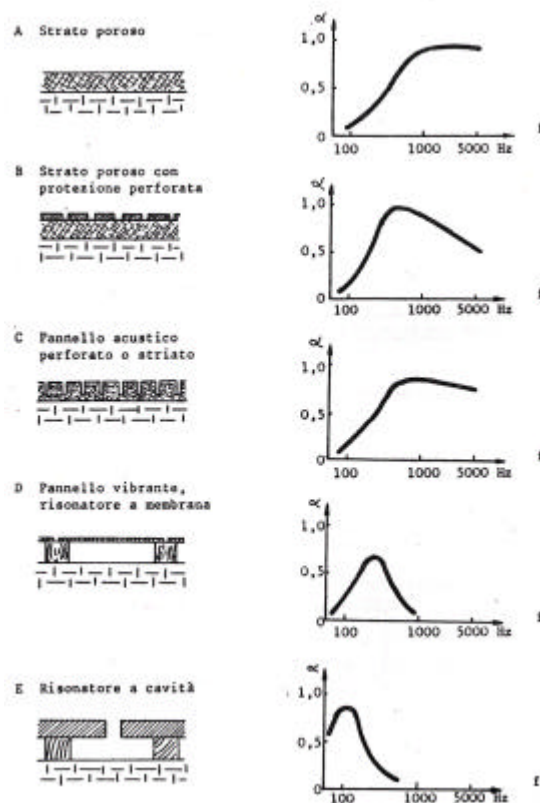 A Strato poroso
α
1,0
0,5
0
100 1000 5000 Hz
f
B Strato poroso con
protezione perforata
α
1,0
0,5
0
100 1000 5000 Hz
f
C Pannello acustico
perforato o striato
α
1,0
0,5
0
100 1000 5000 Hz
f
D Pannello vibrante,
risonatore a membrana
α
1,0
0,5
0
100 1000 5000 Hz
f
E Risonatore a cavità
α
1,0
0,5
0
100 1000 5000 Hz
f